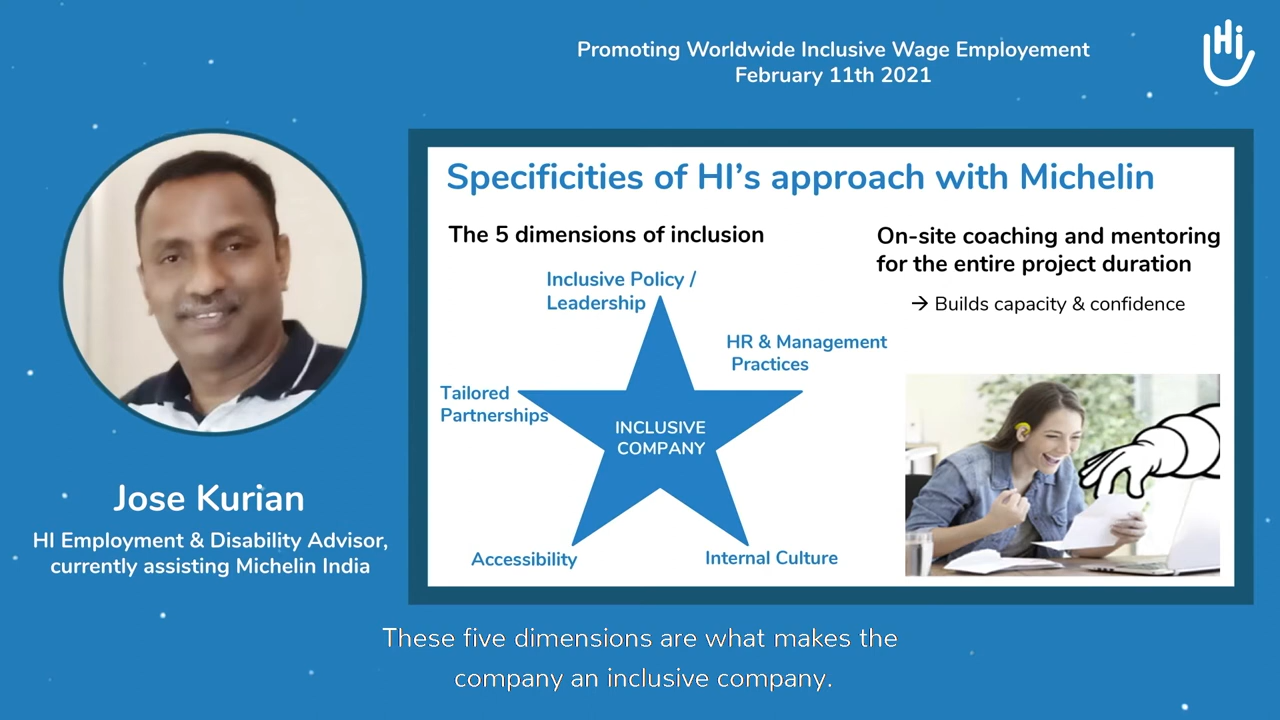 Promoting Worldwide Inclusive Wage Employement
February 11th 2021
Hi
Specificities of HI's approach with Michelin
The 5 dimensions of inclusion
On-site coaching and mentoring
for the entire project duration
→ Builds capacity & confidence
Inclusive Policy /
Leadership
HR & Management
Practices
Tailored
Partnerships
INCLUSIVE
COMPANY
Accessibility
Internal Culture
Jose Kurian
HI Employment & Disability Advisor,
currently assisting Michelin India
These five dimensions are what makes the
company an inclusive company.